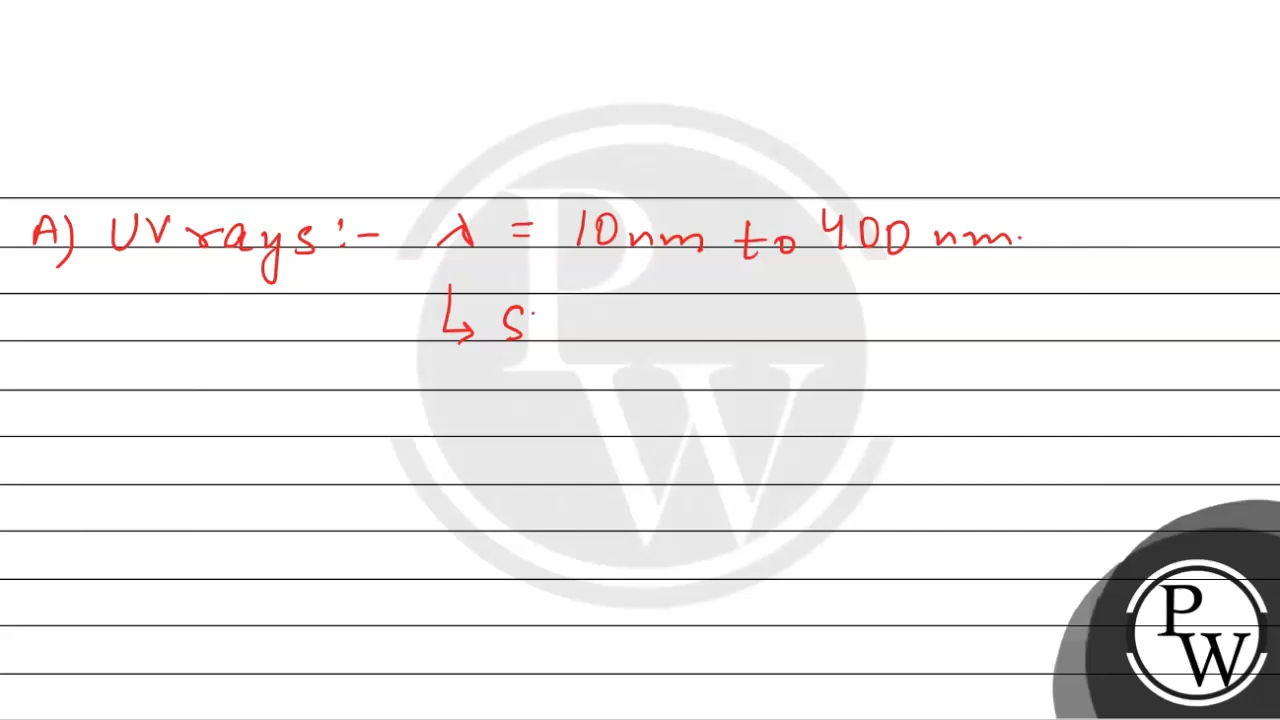 A) UV rays :- λ = 10 nm to 400 nm.
↳ S
P
W
P
W